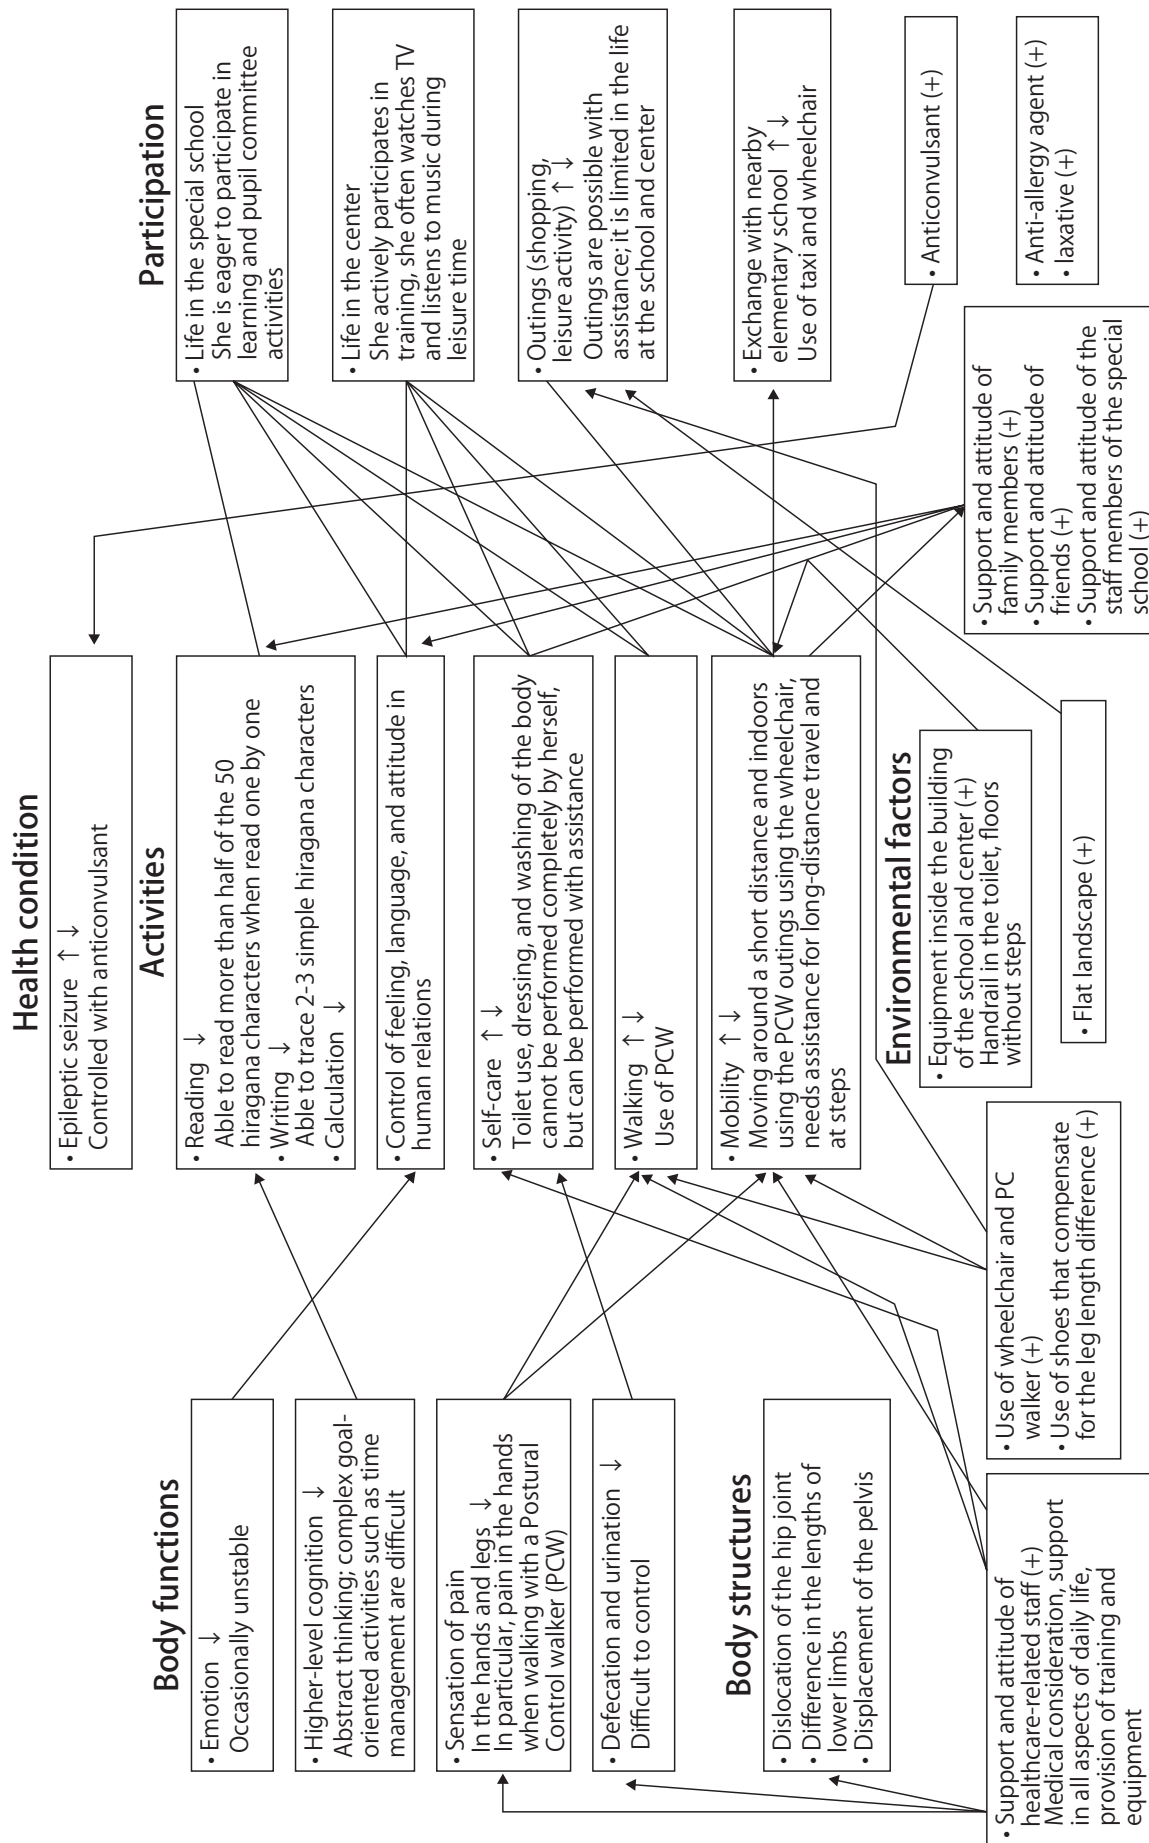 Health condition
• Epileptic seizure ↑ ↓
Controlled with anticonvulsant
Body functions
• Emotion ↓
Occasionally unstable
• Higher-level cognition ↓
Abstract thinking; complex goal-
oriented activities such as time
management are difficult
• Sensation of pain
In the hands and legs ↓
In particular, pain in the hands
when walking with a Postural
Control walker (PCW)
• Defecation and urination ↓
Difficult to control
Body structures
• Dislocation of the hip joint
• Difference in the lengths of
lower limbs
• Displacement of the pelvis
Activities
• Reading ↓
Able to read more than half of the 50
hiragana characters when read one by one
• Writing ↓
Able to trace 2-3 simple hiragana characters
• Calculation ↓
• Control of feeling, language, and attitude in
human relations
• Self-care ↑ ↓
Toilet use, dressing, and washing of the body
cannot be performed completely by herself,
but can be performed with assistance
• Walking ↑ ↓
Use of PCW
• Mobility ↑ ↓
Moving around a short distance and indoors
using the PCW outings using the wheelchair,
needs assistance for long-distance travel and
at steps
Participation
• Life in the special school
She is eager to participate in
learning and pupil committee
activities
• Life in the center
She actively participates in
training, she often watches TV
and listens to music during
leisure time
• Outings (shopping,
leisure activity) ↑ ↓
Outings are possible with
assistance; it is limited in the life
at the school and center
• Exchange with nearby
elementary school ↑ ↓
Use of taxi and wheelchair
Environmental factors
• Support and attitude of
healthcare-related staff (+)
Medical consideration, support
in all aspects of daily life,
provision of training and
equipment
• Use of wheelchair and PC
walker (+)
• Use of shoes that compensate
for the leg length difference (+)
• Equipment inside the building
of the school and center (+)
Handrail in the toilet, floors
without steps
• Flat landscape (+)
• Support and attitude of
family members (+)
• Support and attitude of
friends (+)
• Support and attitude of the
staff members of the special
school (+)
• Anticonvulsant (+)
• Anti-allergy agent (+)
• laxative (+)